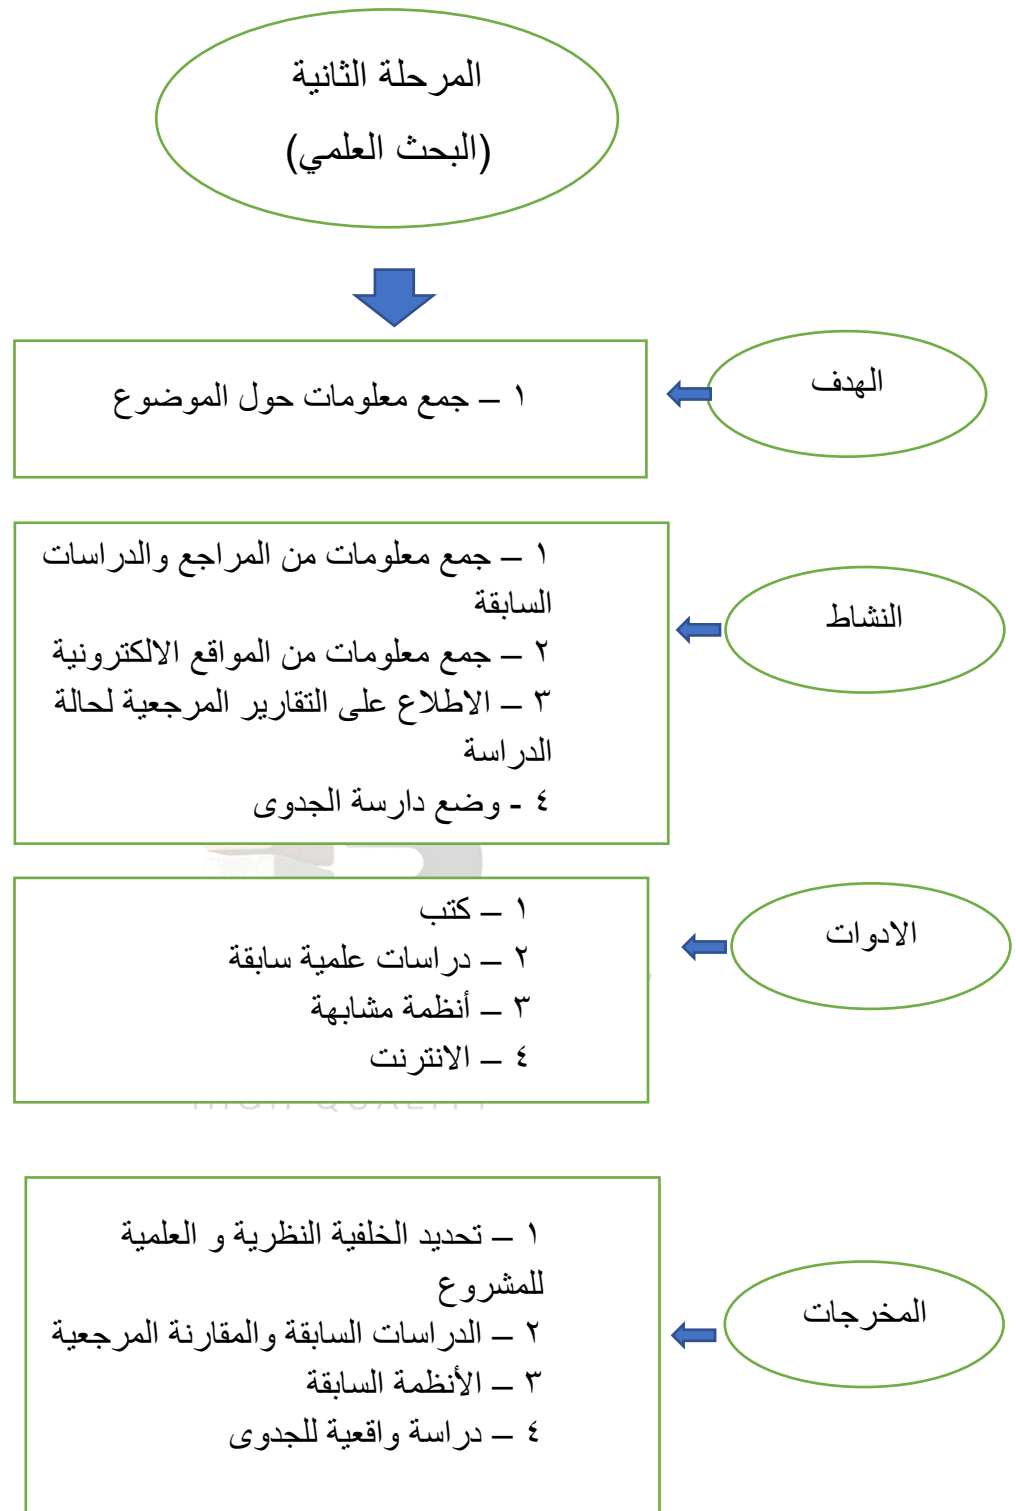 المرحلة الثانية
(البحث العلمي)
الهدف
١ – جمع معلومات حول الموضوع
النشاط
١ – جمع معلومات من المراجع والدراسات
السابقة
٢ – جمع معلومات من المواقع الالكترونية
٣ – الاطلاع على التقارير المرجعية لحالة
الدراسة
٤ - وضع دارسة الجدوى
الادوات
١ – كتب
٢ – دراسات علمية سابقة
٣ – أنظمة مشابهة
٤ – الانترنت
HIGH QUALITY
المخرجات
١ – تحديد الخلفية النظرية و العلمية
للمشروع
٢ – الدراسات السابقة والمقارنة المرجعية
٣ – الأنظمة السابقة
٤ – دراسة واقعية للجدوى